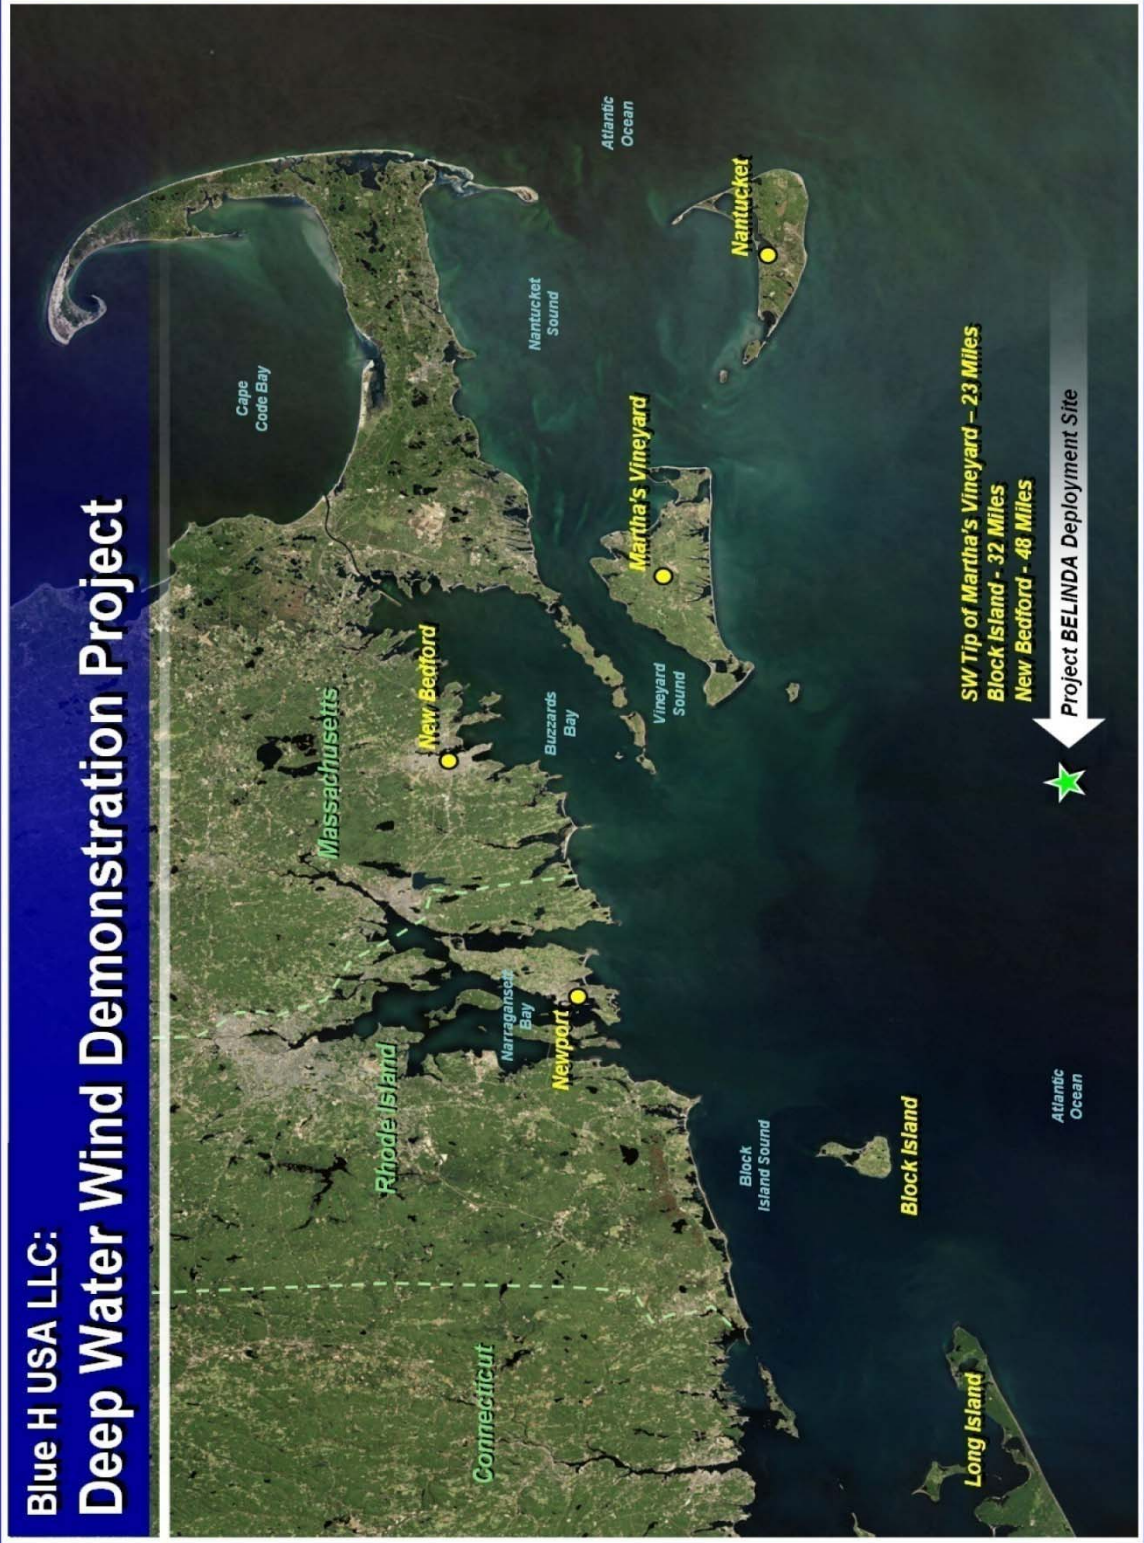 Blue H USA LLC:
Deep Water Wind Demonstration Project
Cape
Code Bay
Massachusetts
Rhode Island
Connecticut
New Bedford
Narragansett
Bay
Newport
Buzzards
Bay
Nantucket
Sound
Atlantic
Ocean
Martha's Vineyard
Vineyard
Sound
Nantucket
Block
Island Sound
Block Island
Long Island
SW Tip of Martha's Vineyard – 23 Miles
Block Island - 32 Miles
New Bedford - 48 Miles
Project BELINDA Deployment Site
Atlantic
Ocean